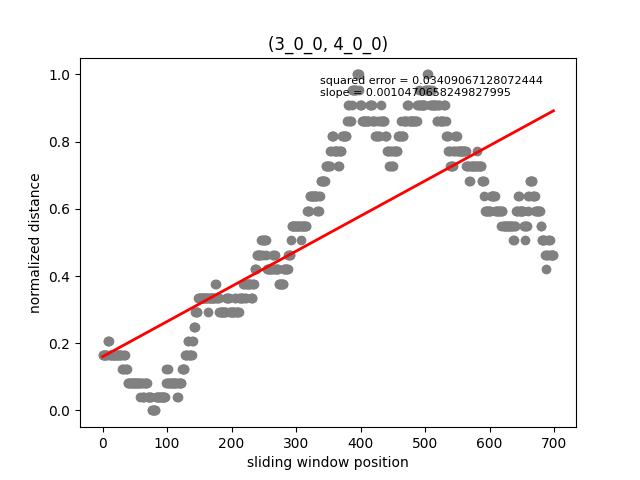 (3_0_0, 4_0_0)
squared error = 0.03409067128072444
slope = 0.0010470658249827995
normalized distance
1.0
0.8
0.6
0.4
0.2
0.0
0 100 200 300 400 500 600 700
sliding window position